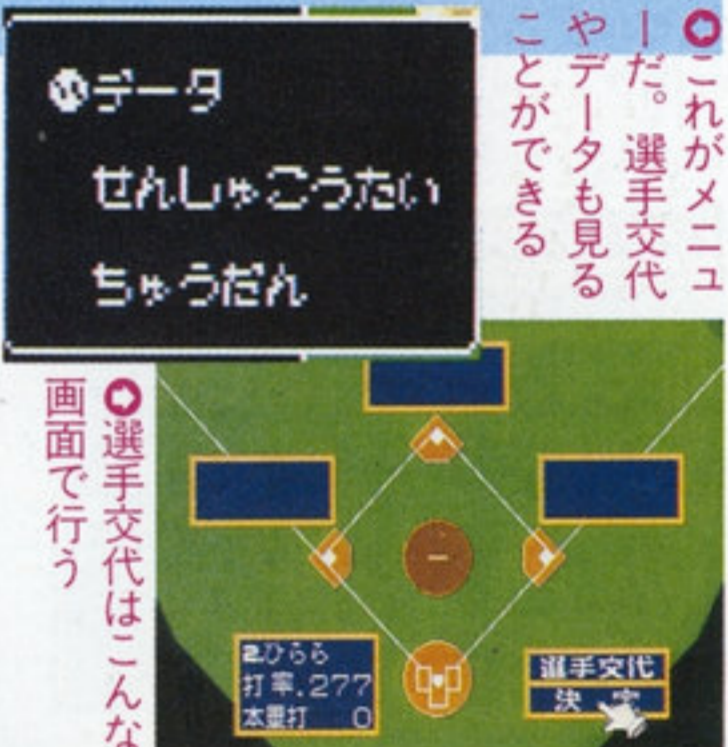 これがメニュ
ーだ。選手交代
やデータも見る
ことができる
データ
せんしゅこうたい
ちゅうだん
選手交代はこんな
画面で行う
2.ひらら
打率.277
本塁打 0
選手交代
決定